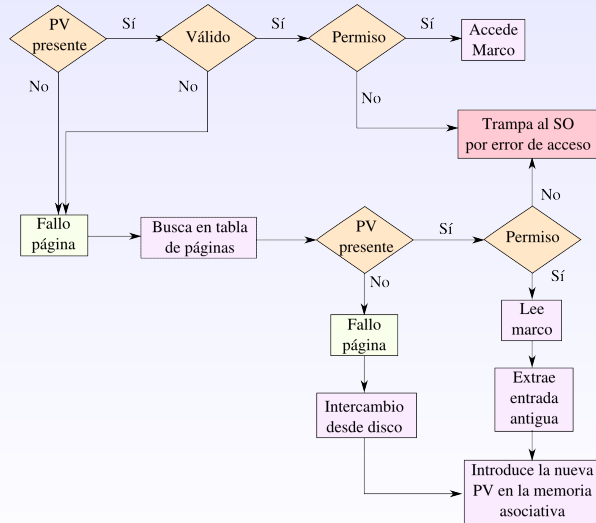 PV
presente
Sí
Válido
Sí
Permiso
Sí
Accede
Marco
No
No
No
Trampa al SO
por error de acceso
Fallo
página
Busca en tabla
de páginas
PV
presente
Sí
Permiso
No
No
Sí
Fallo
página
Lee
marco
Intercambio
desde disco
Extrae
entrada
antigua
Introduce la nueva
PV en la memoria
asociativa